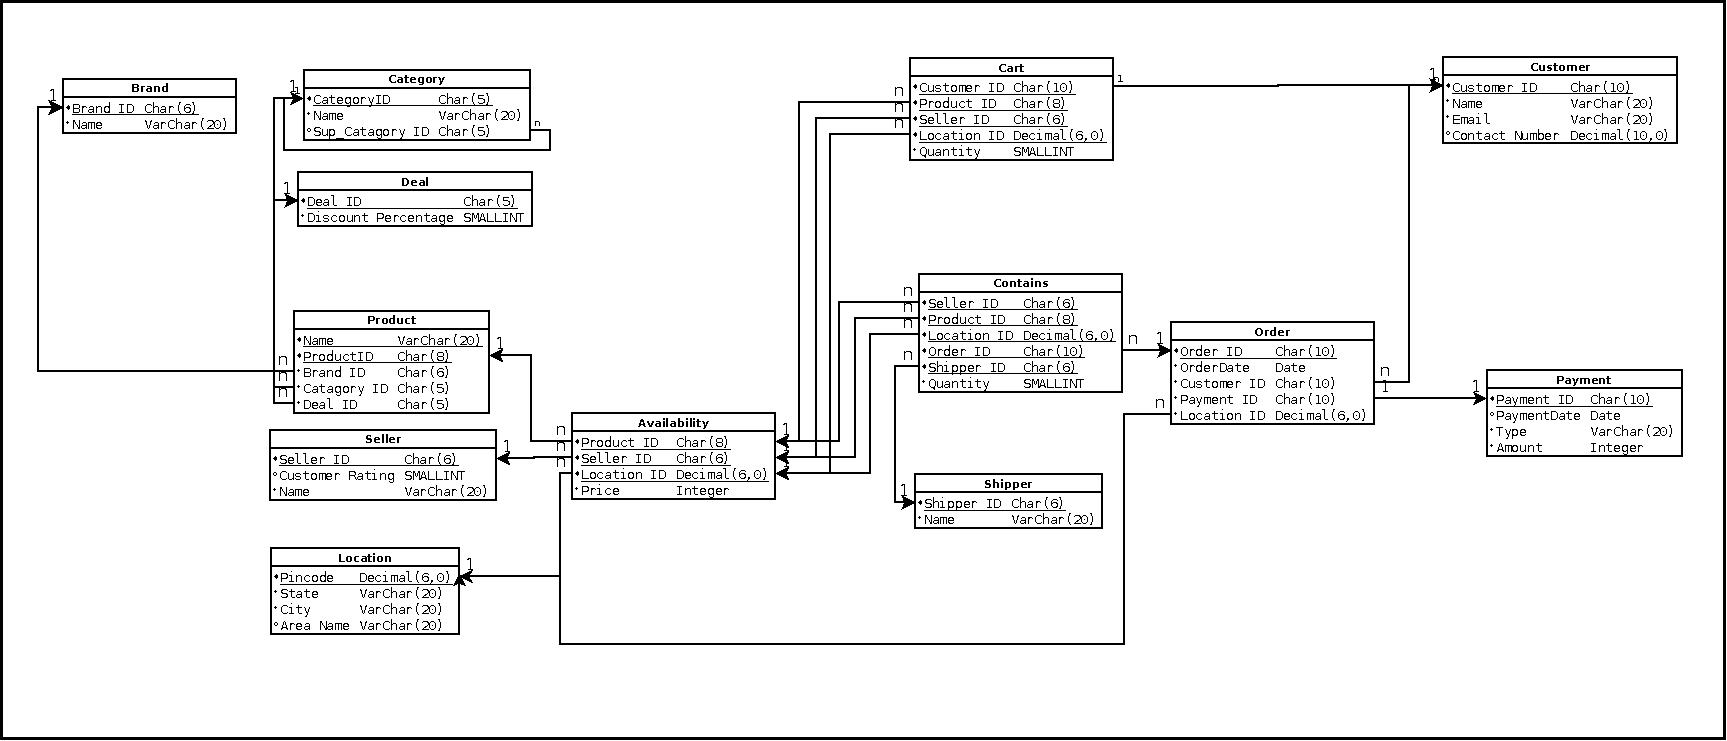 Brand
Brand ID Char(6)
Name VarChar(20)
1
Category
CategoryID Char(5)
Name VarChar(20)
Sup_Catagory ID Char(5)
1
1
n
Deal
Deal ID Char(5)
Discount Percentage SMALLINT
1
Cart
Customer ID Char(10)
Product ID Char(8)
Seller ID Char(6)
Location ID Decimal(6,0)
Quantity SMALLINT
n
n
n
1
Customer
Customer ID Char(10)
Name VarChar(20)
Email VarChar(20)
Contact Number Decimal(10,0)
1
Product
Name VarChar(20)
ProductID Char(8)
Brand ID Char(6)
Catagory ID Char(5)
Deal ID Char(5)
n
n
n
1
Contains
Seller ID Char(6)
Product ID Char(8)
Location ID Decimal(6,0)
Order ID Char(10)
Shipper ID Char(6)
Quantity SMALLINT
n
n
n
n
n
1
Order
Order ID Char(10)
OrderDate Date
Customer ID Char(10)
Payment ID Char(10)
Location ID Decimal(6,0)
n
1
n
1
Payment
Payment ID Char(10)
PaymentDate Date
Type VarChar(20)
Amount Integer
Seller
Seller ID Char(6)
Customer Rating SMALLINT
Name VarChar(20)
1
Availability
Product ID Char(8)
Seller ID Char(6)
Location ID Decimal(6,0)
Price Integer
n
n
n
1
1
1
Shipper
Shipper ID Char(6)
Name VarChar(20)
1
Location
Pincode Decimal(6,0)
State VarChar(20)
City VarChar(20)
Area Name VarChar(20)
1